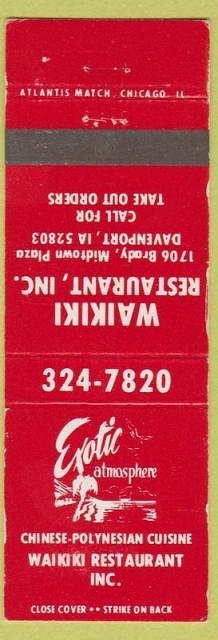 ATLANTIS MATCH, CHICAGO, IL
WAIKIKI
RESTAURANT, INC.
1706 Brady, Midtown Plaza
DAVENPORT, IA 52803
CALL FOR
TAKE OUT ORDERS
324-7820
Exotic
atmosphere
CHINESE-POLYNESIAN CUISINE
WAIKIKI RESTAURANT
INC.
CLOSE COVER •• STRIKE ON BACK